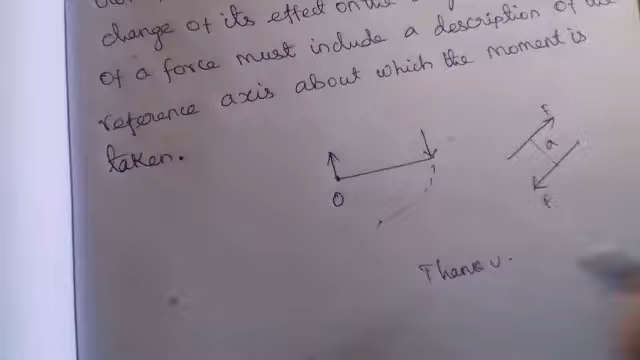 change of its effect on the
of a force must include a description of the
reference axis about which the moment is
taken.
F
a
O
F
Thank u.